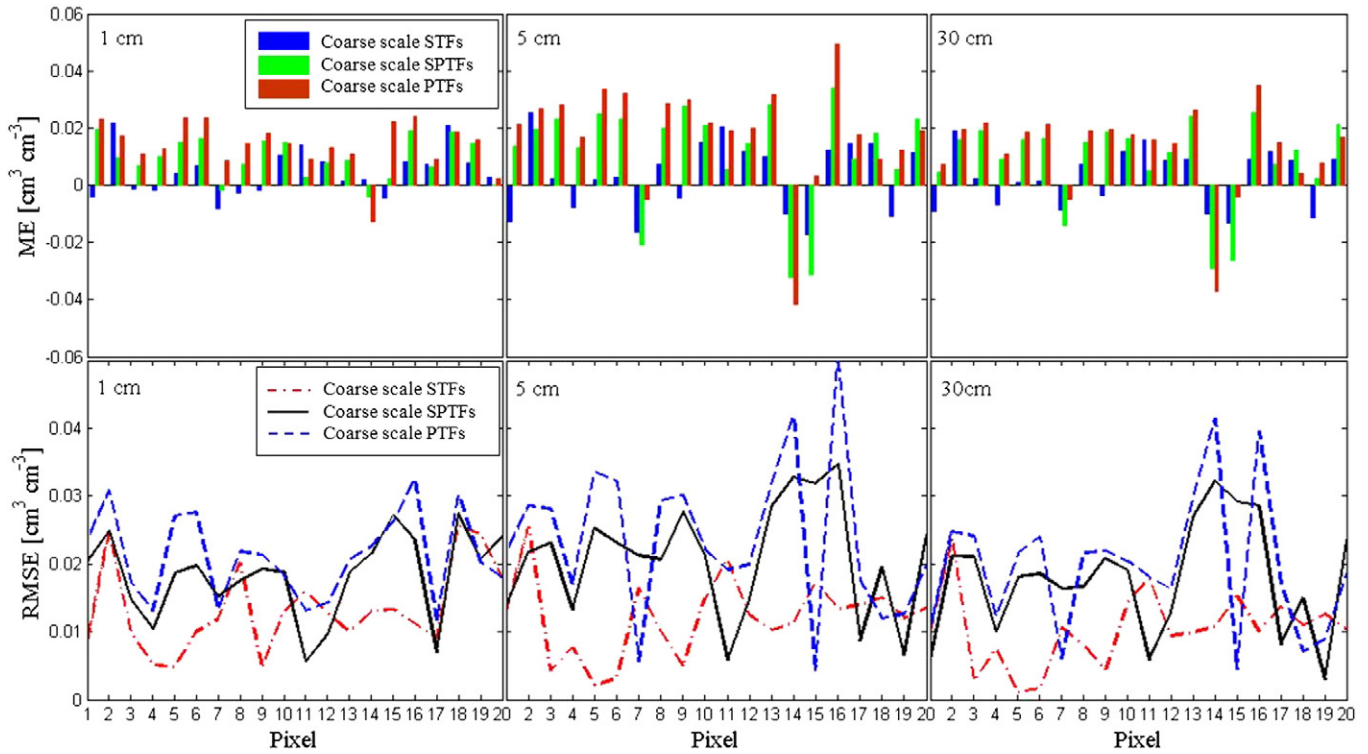 0.06
0.04
0.02
0
-0.02
-0.04
-0.06
ME [cm³ cm⁻³]
1 cm
Coarse scale STFs
Coarse scale SPTFs
Coarse scale PTFs
5 cm
30 cm
0.04
0.03
0.02
0.01
0
RMSE [cm³ cm⁻³]
1 cm
Coarse scale STFs
Coarse scale SPTFs
Coarse scale PTFs
5 cm
30cm
1 2 3 4 5 6 7 8 9 10 11 12 13 14 15 16 17 18 19 20
2 3 4 5 6 7 8 9 10 11 12 13 14 15 16 17 18 19 20
2 3 4 5 6 7 8 9 10 11 12 13 14 15 16 17 18 19 20
Pixel
Pixel
Pixel